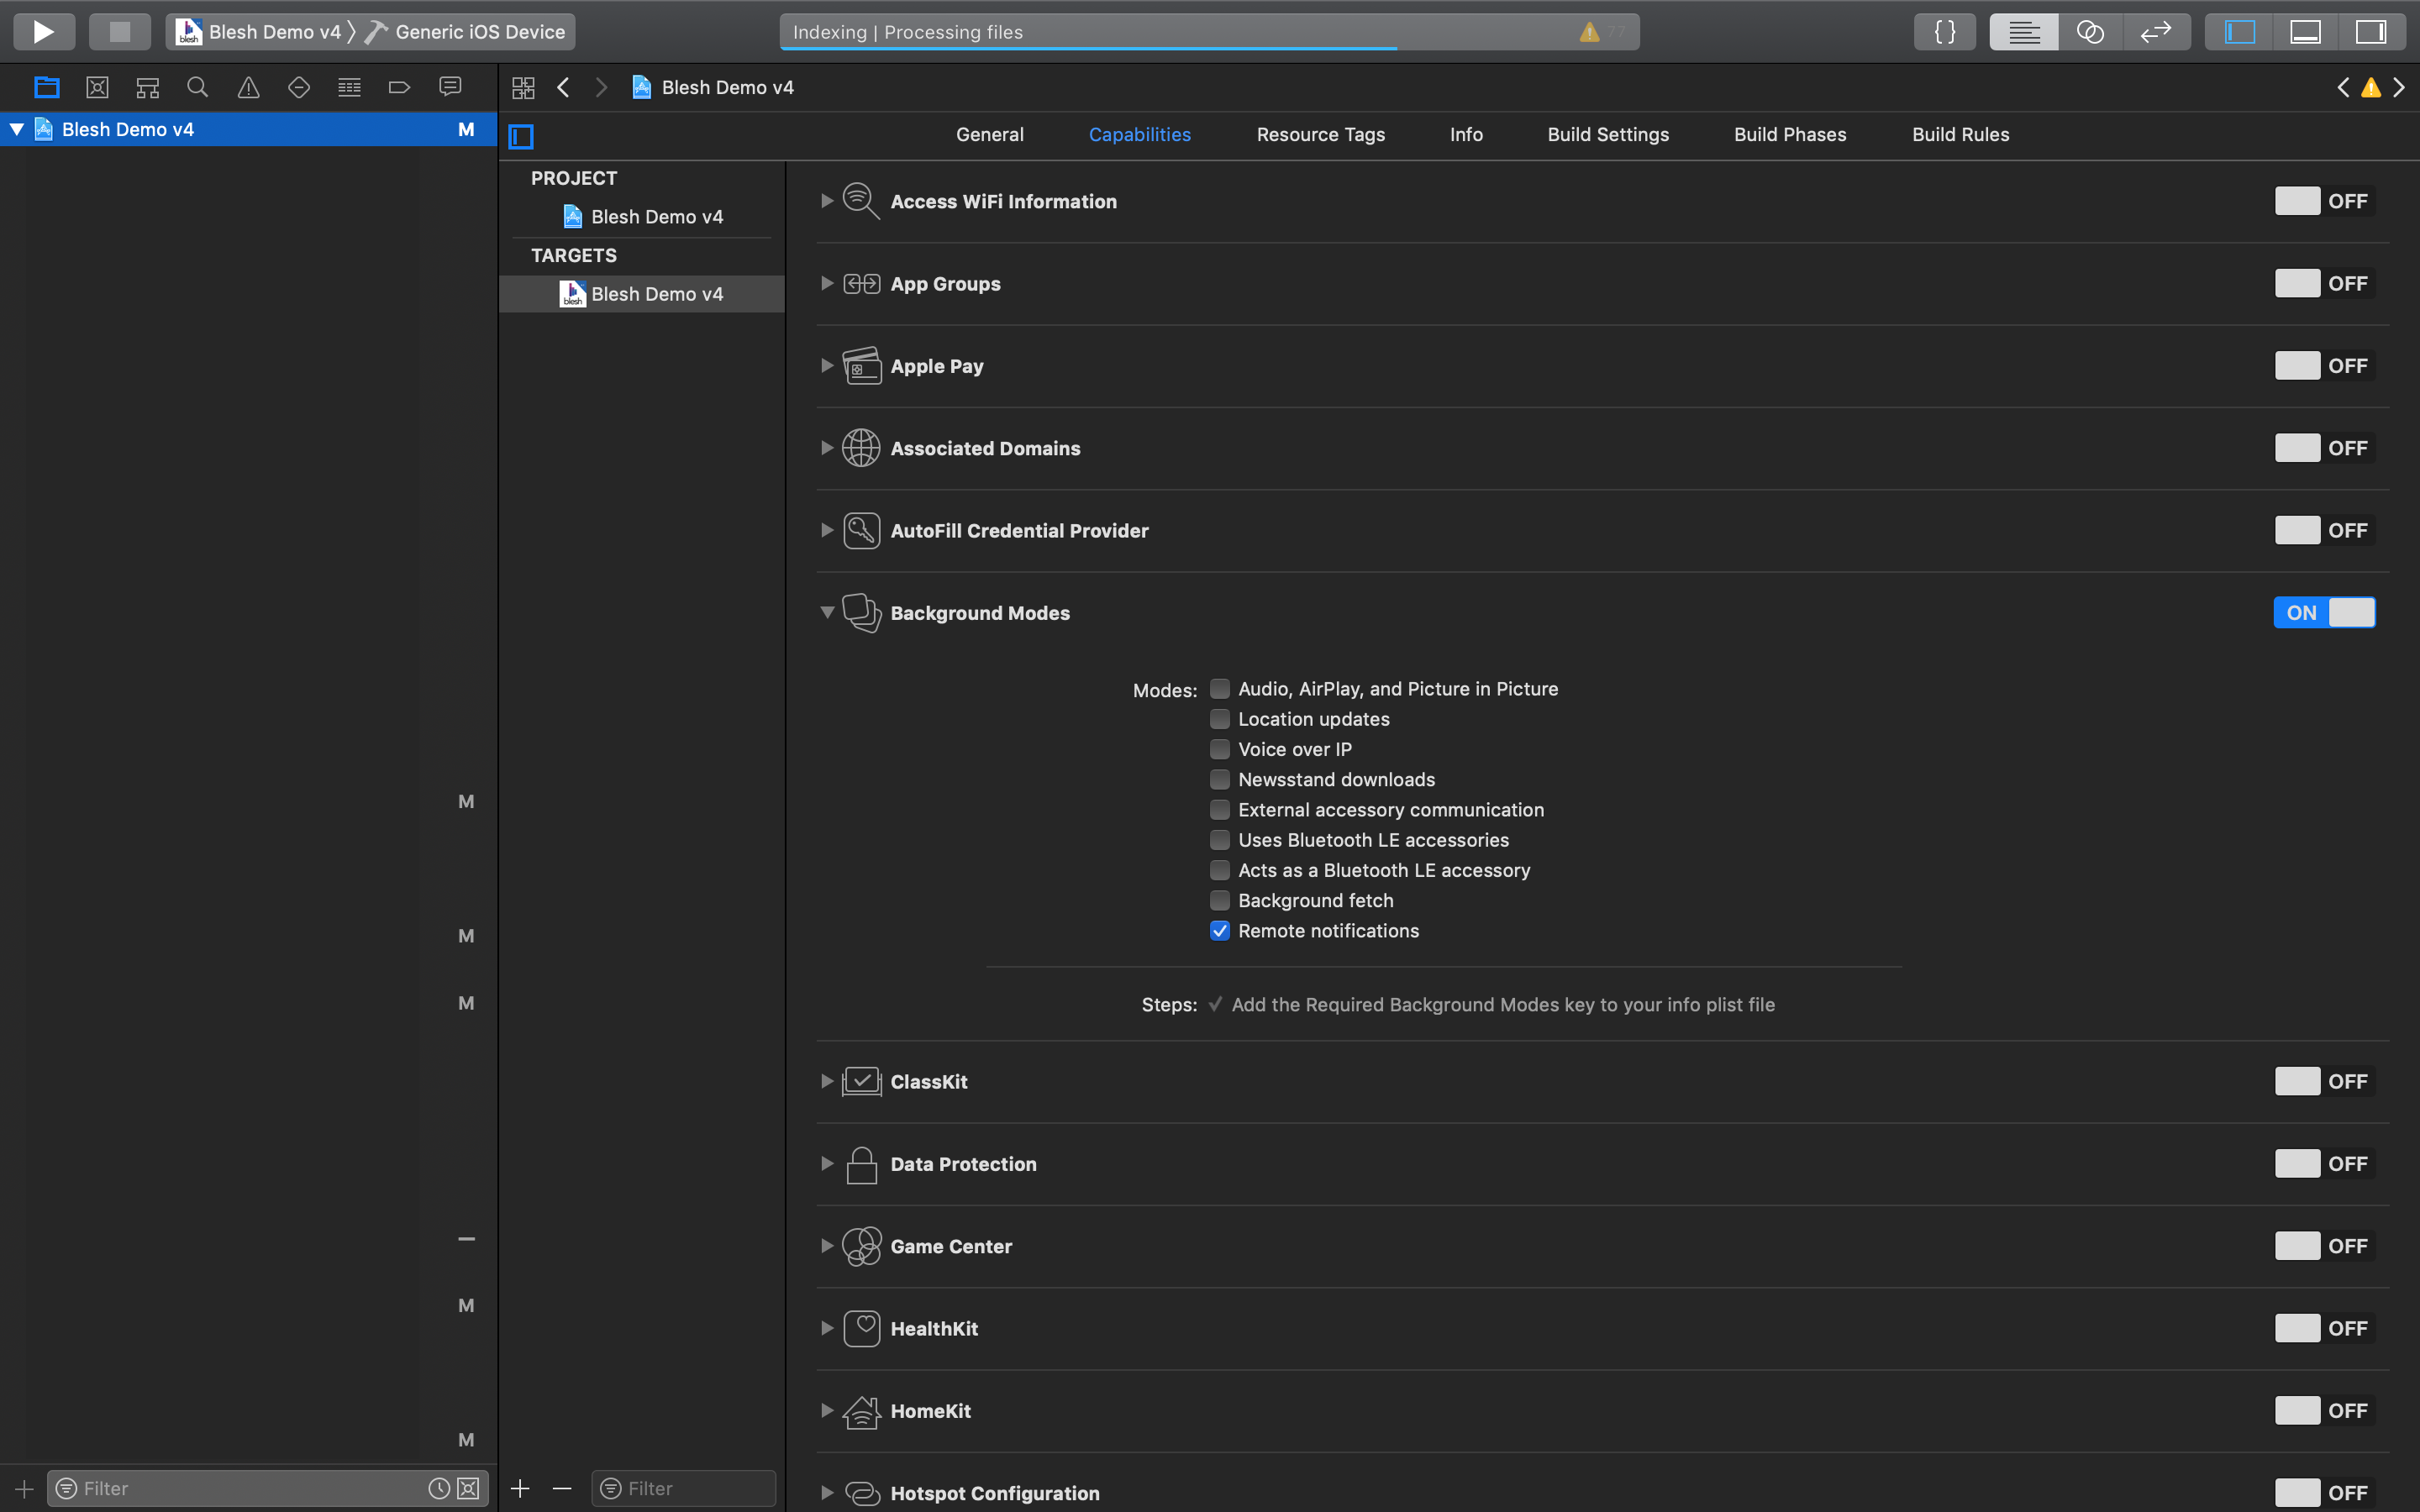 Blesh Demo v4 Generic iOS Device
Indexing | Processing files 77
{ }
Blesh Demo v4
Blesh Demo v4 M
General Capabilities Resource Tags Info Build Settings Build Phases Build Rules
PROJECT
Blesh Demo v4
TARGETS
blesh Blesh Demo v4
Access WiFi Information OFF
App Groups OFF
Apple Pay OFF
Associated Domains OFF
AutoFill Credential Provider OFF
Background Modes ON
Modes: Audio, AirPlay, and Picture in Picture
Location updates
Voice over IP
Newsstand downloads
M
External accessory communication
Uses Bluetooth LE accessories
Acts as a Bluetooth LE accessory
Background fetch
Remote notifications
M
Steps: ✓ Add the Required Background Modes key to your info plist file
M
ClassKit OFF
Data Protection OFF
Game Center OFF
M
HealthKit OFF
HomeKit OFF
M
Hotspot Configuration OFF
Filter
Filter